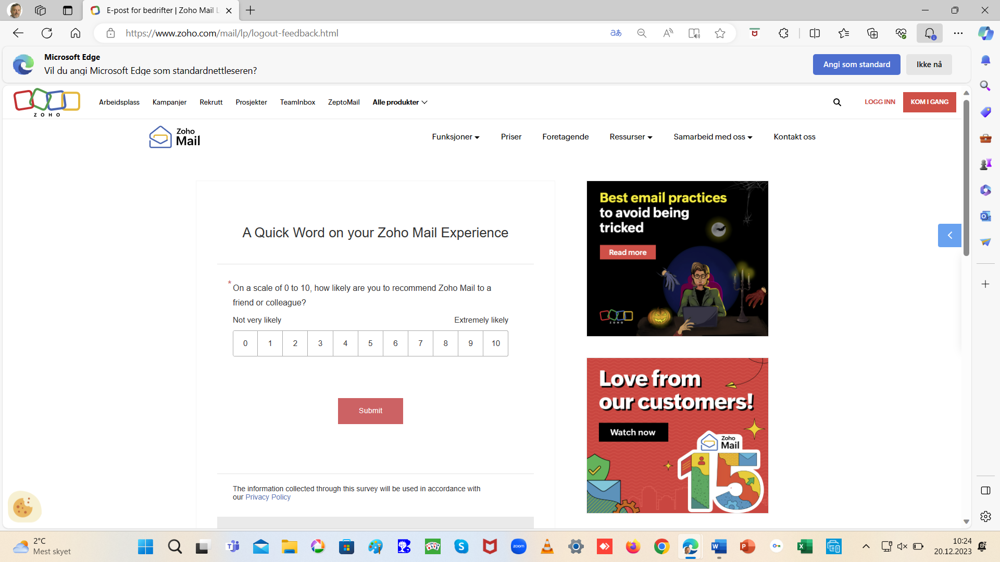 E-post for bedrifter | Zoho Mail L
https://www.zoho.com/mail/lp/logout-feedback.html
Microsoft Edge
Vil du angi Microsoft Edge som standardnettleseren?
Angi som standard
Ikke nå
ZOHO
Arbeidsplass
Kampanjer
Rekrutt
Prosjekter
TeamInbox
ZeptoMail
Alle produkter
LOGG INN
KOM I GANG
Zoho
Mail
Funksjoner
Priser
Foretagende
Ressurser
Samarbeid med oss
Kontakt oss
A Quick Word on your Zoho Mail Experience
* On a scale of 0 to 10, how likely are you to recommend Zoho Mail to a
friend or colleague?
Not very likely
Extremely likely
0 1 2 3 4 5 6 7 8 9 10
Submit
The information collected through this survey will be used in accordance with
our Privacy Policy
Best email practices
to avoid being
tricked
Read more
ZOHO
Love from
our customers!
Watch now
Zoho
Mail
15
2°C
Mest skyet
zoom
10:24
20.12.2023